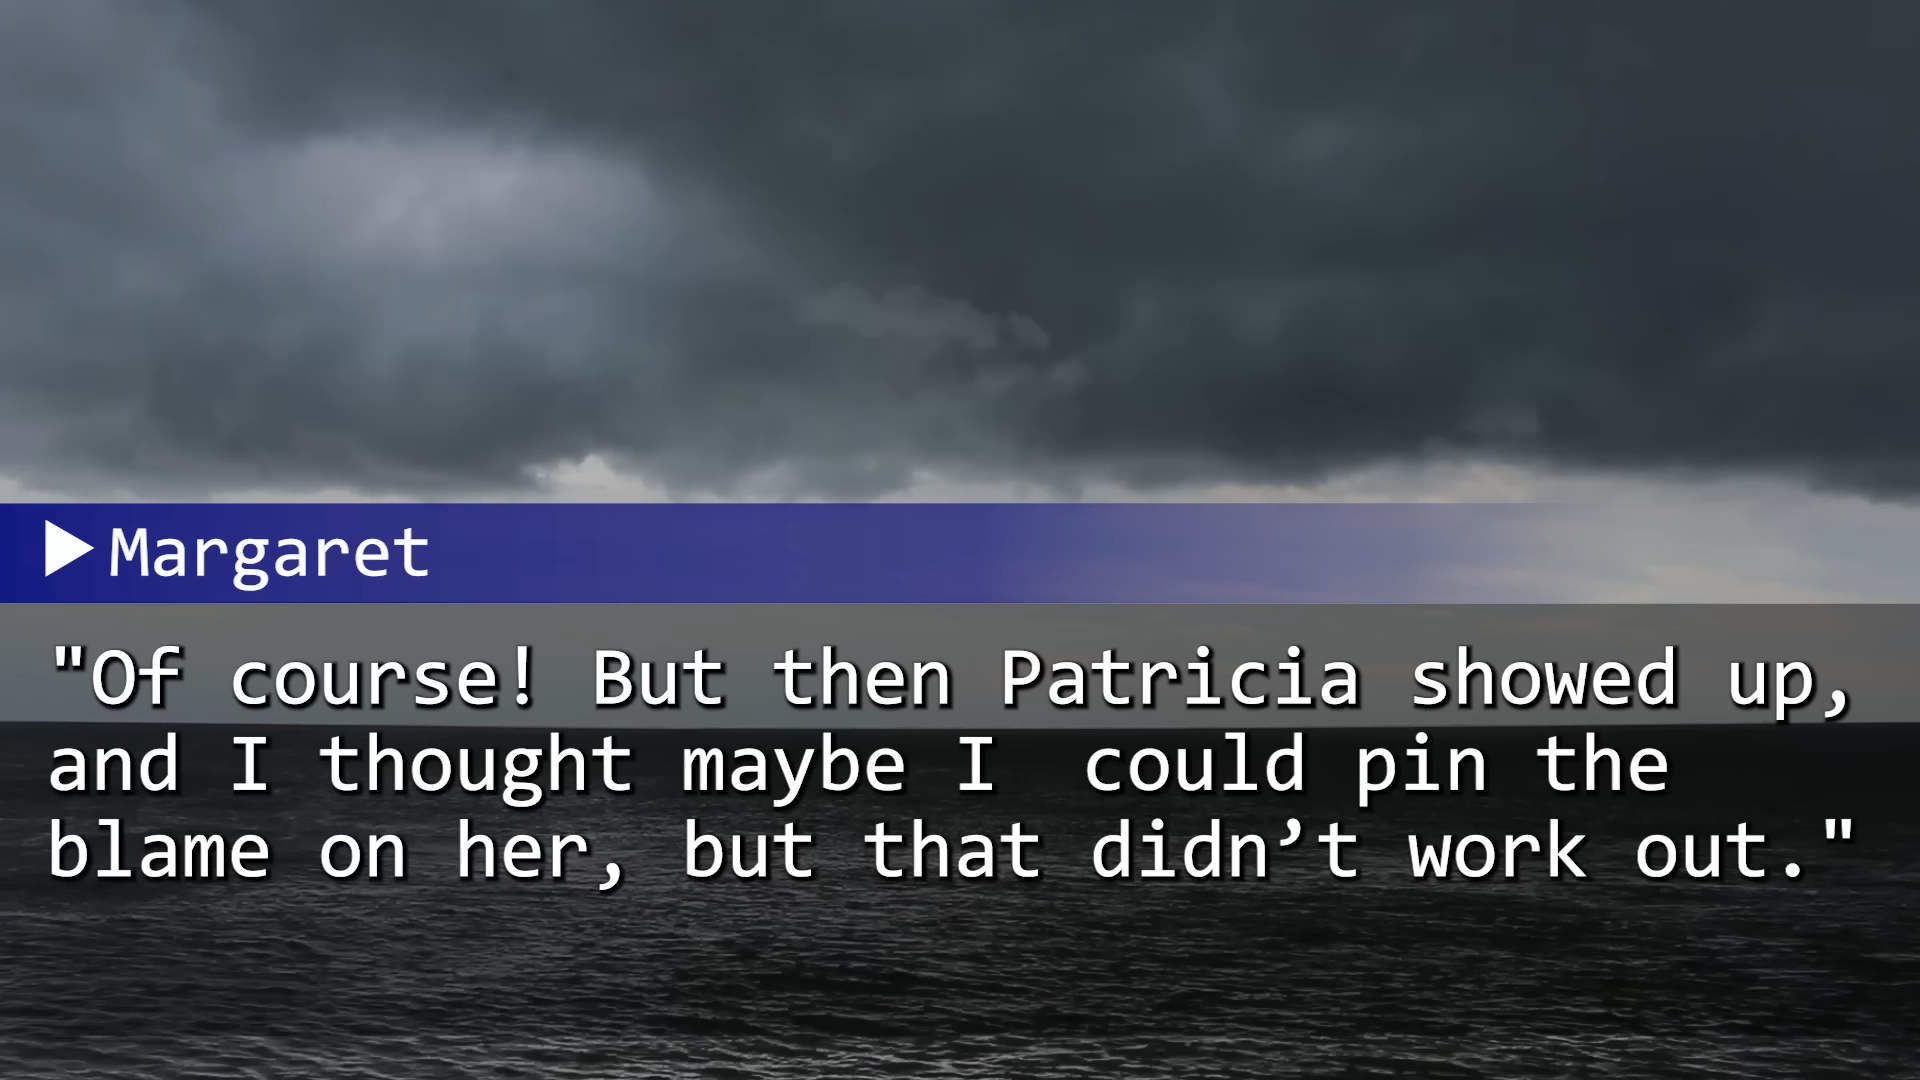 Margaret
"Of course! But then Patricia showed up,
and I thought maybe I  could pin the
blame on her, but that didn’t work out."